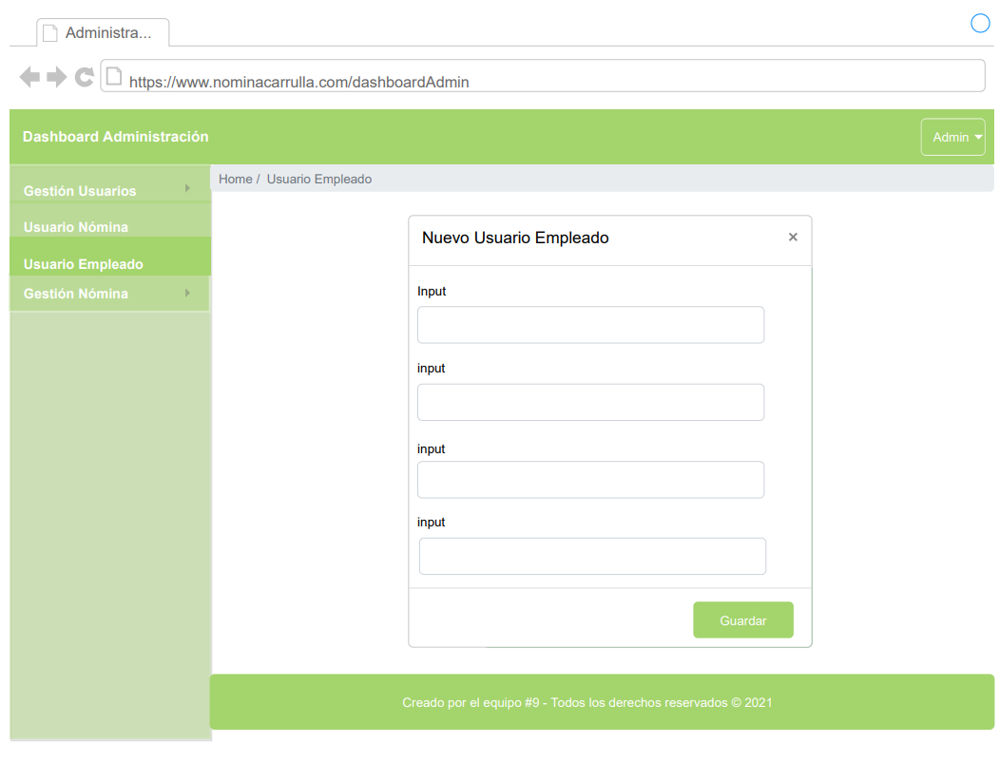 Administra...
https://www.nominacarrulla.com/dashboardAdmin
Dashboard Administración
Admin
Gestión Usuarios
Usuario Nómina
Usuario Empleado
Gestión Nómina
Home / Usuario Empleado
Nuevo Usuario Empleado ×
Input
input
input
input
Guardar
Creado por el equipo #9 - Todos los derechos reservados © 2021